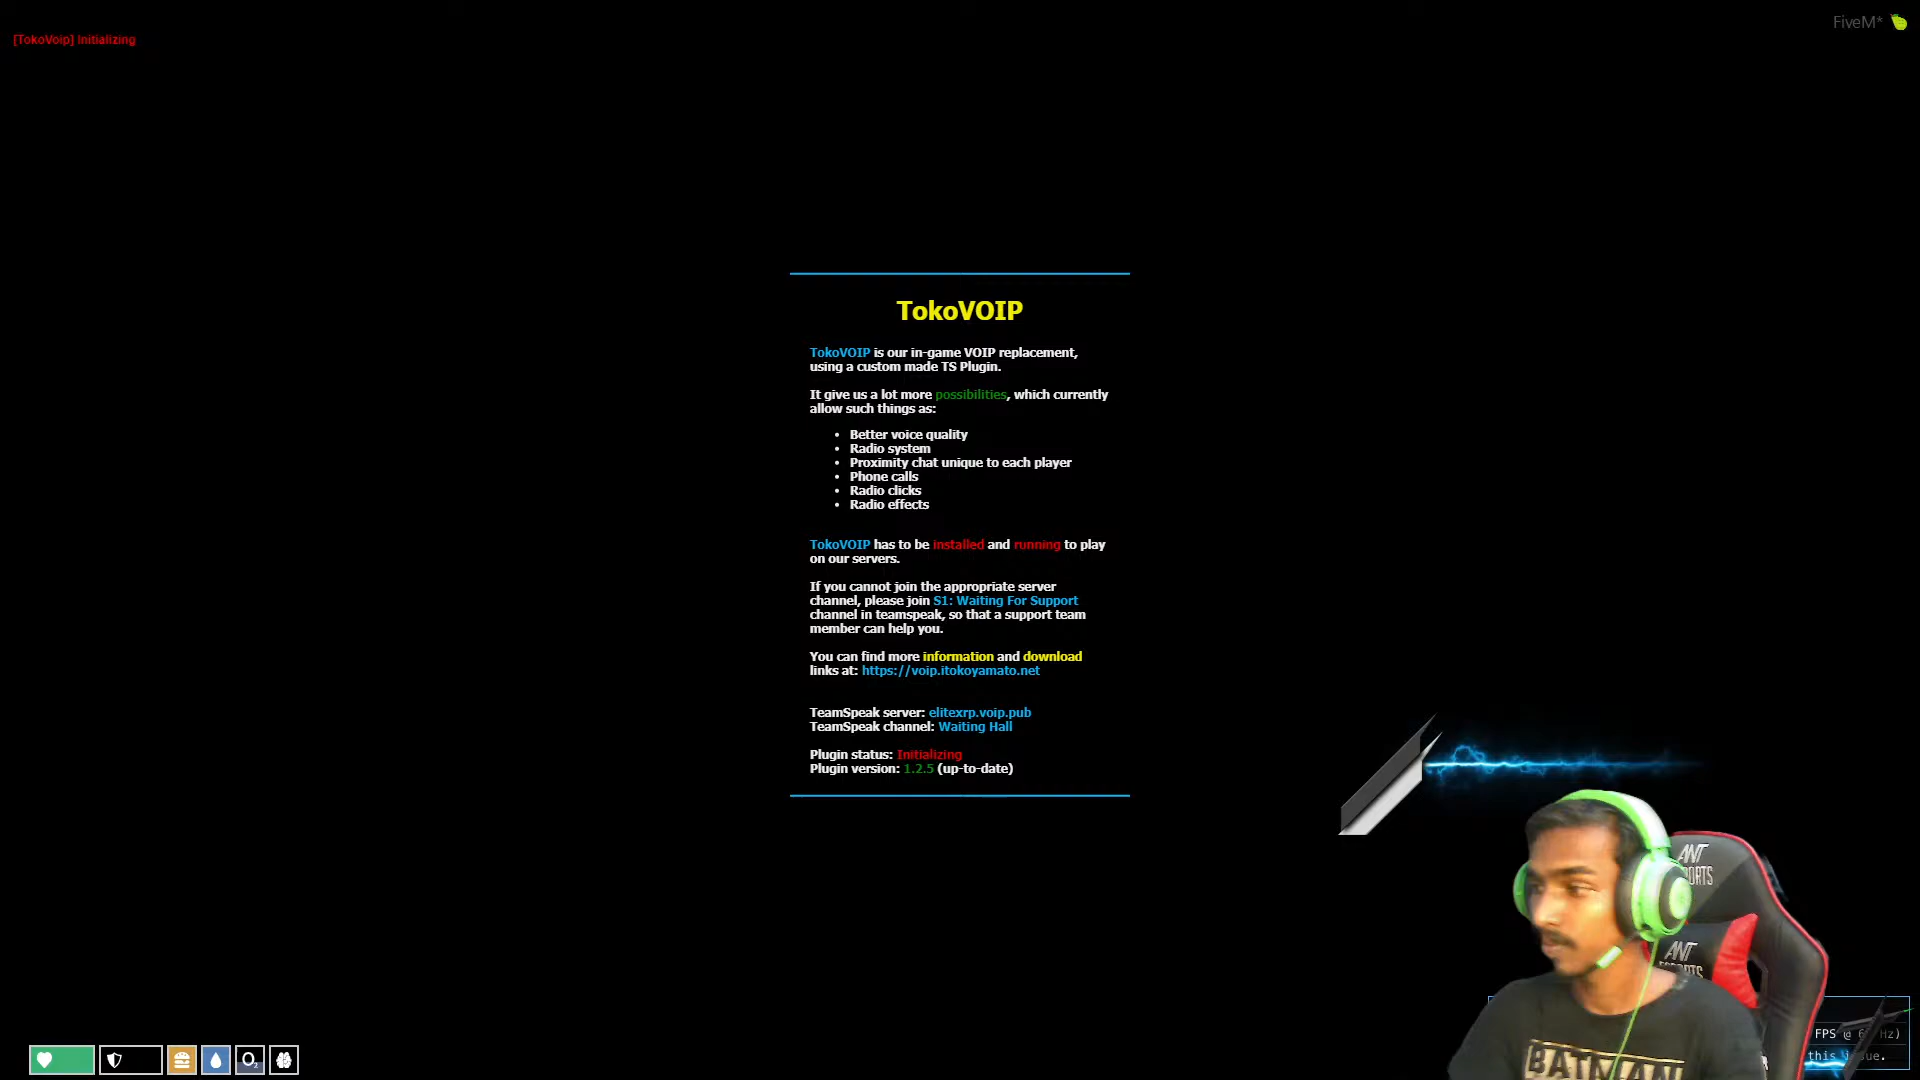 [TokoVoip] Initializing
FiveM*
TokoVOIP
TokoVOIP is our in-game VOIP replacement,
using a custom made TS Plugin.
It give us a lot more possibilities, which currently
allow such things as:
• Better voice quality
• Radio system
• Proximity chat unique to each player
• Phone calls
• Radio clicks
• Radio effects
TokoVOIP has to be installed and running to play
on our servers.
If you cannot join the appropriate server
channel, please join S1: Waiting For Support
channel in teamspeak, so that a support team
member can help you.
You can find more information and download
links at: https://voip.itokoyamato.net
TeamSpeak server: elitexrp.voip.pub
TeamSpeak channel: Waiting Hall
Plugin status: Initializing
Plugin version: 1.2.5 (up-to-date)
ANT
ANT
BATMAN
FPS @
Hz)
this
O₂